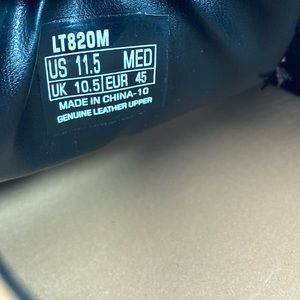 LT820M
US 11.5 MED
UK 10.5 EUR 45
MADE IN CHINA-10
GENUINE LEATHER UPPER